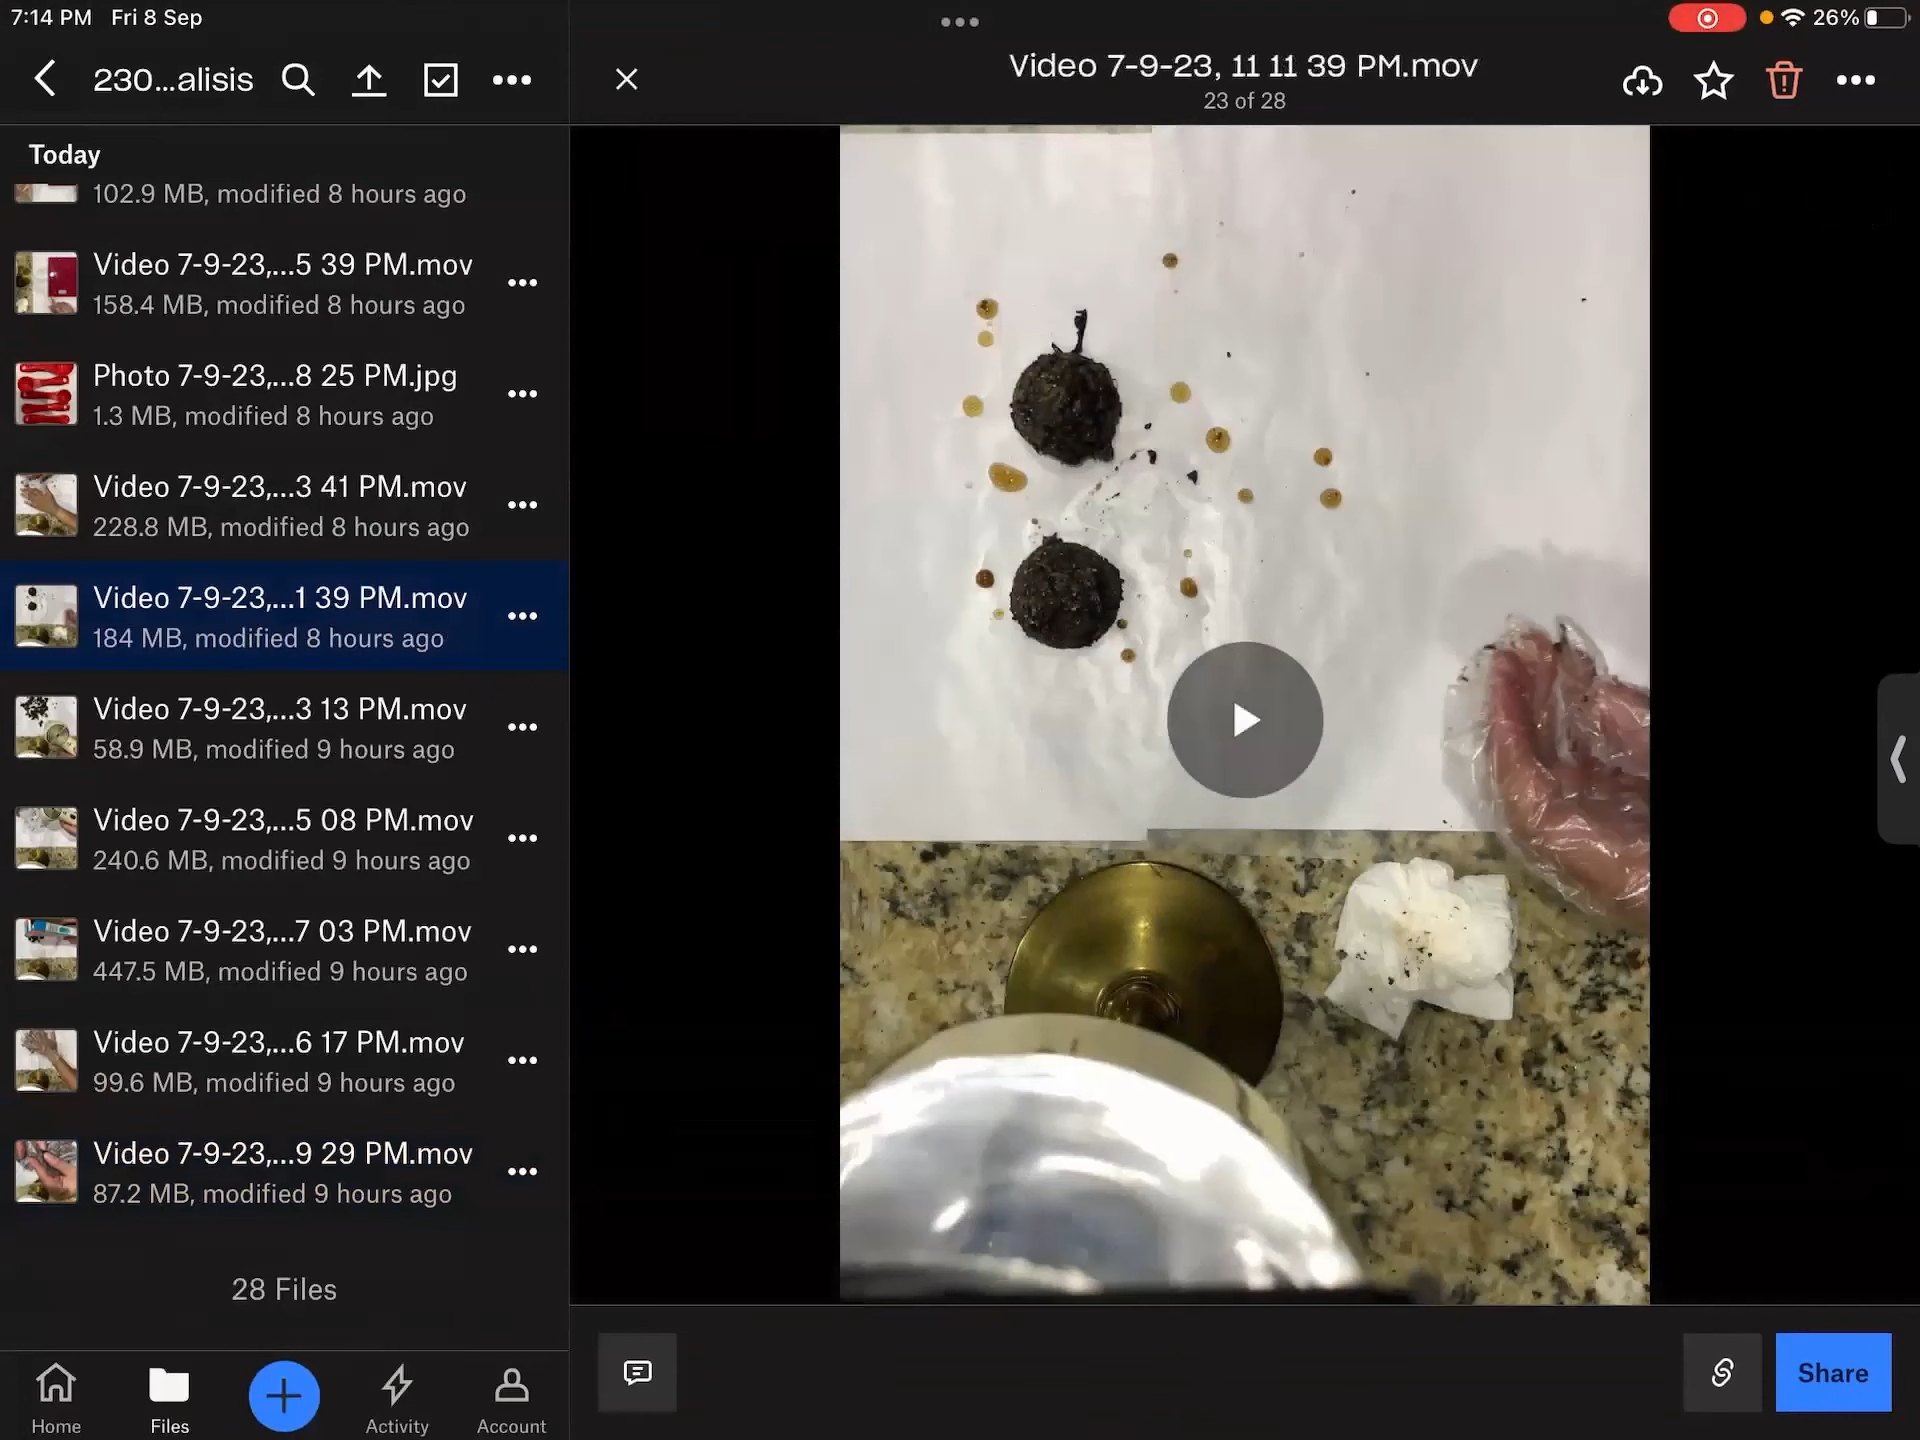 7:14 PM Fri 8 Sep
26%
230...alisis
Video 7-9-23, 11 11 39 PM.mov
23 of 28
Today
102.9 MB, modified 8 hours ago
Video 7-9-23,...5 39 PM.mov
158.4 MB, modified 8 hours ago
Photo 7-9-23,...8 25 PM.jpg
1.3 MB, modified 8 hours ago
Video 7-9-23,...3 41 PM.mov
228.8 MB, modified 8 hours ago
Video 7-9-23,...1 39 PM.mov
184 MB, modified 8 hours ago
Video 7-9-23,...3 13 PM.mov
58.9 MB, modified 9 hours ago
Video 7-9-23,...5 08 PM.mov
240.6 MB, modified 9 hours ago
Video 7-9-23,...7 03 PM.mov
447.5 MB, modified 9 hours ago
Video 7-9-23,...6 17 PM.mov
99.6 MB, modified 9 hours ago
Video 7-9-23,...9 29 PM.mov
87.2 MB, modified 9 hours ago
28 Files
Home
Files
Activity
Account
Share